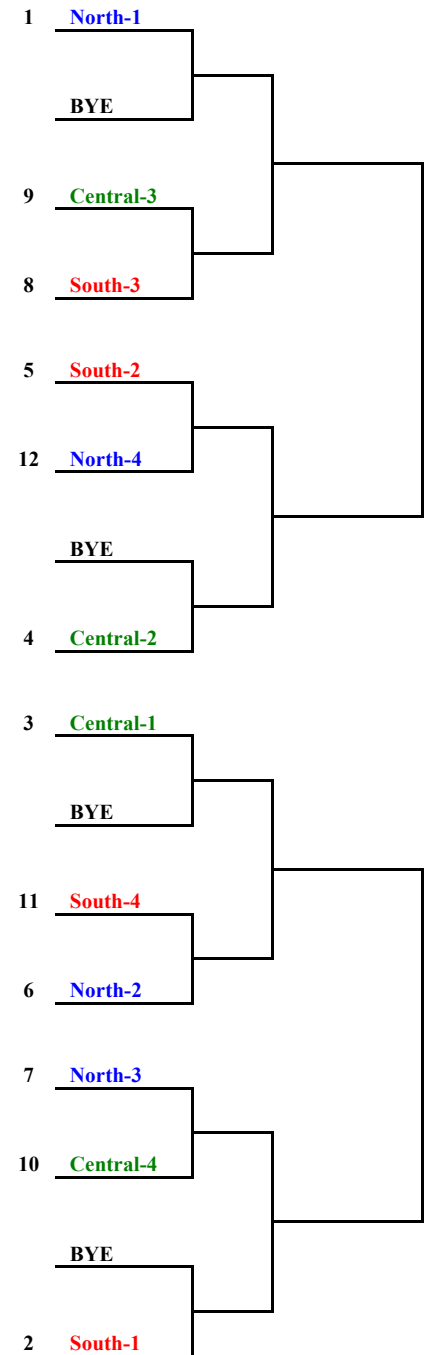 1 North-1
BYE
9 Central-3
8 South-3
5 South-2
12 North-4
BYE
4 Central-2
3 Central-1
BYE
11 South-4
6 North-2
7 North-3
10 Central-4
BYE
2 South-1